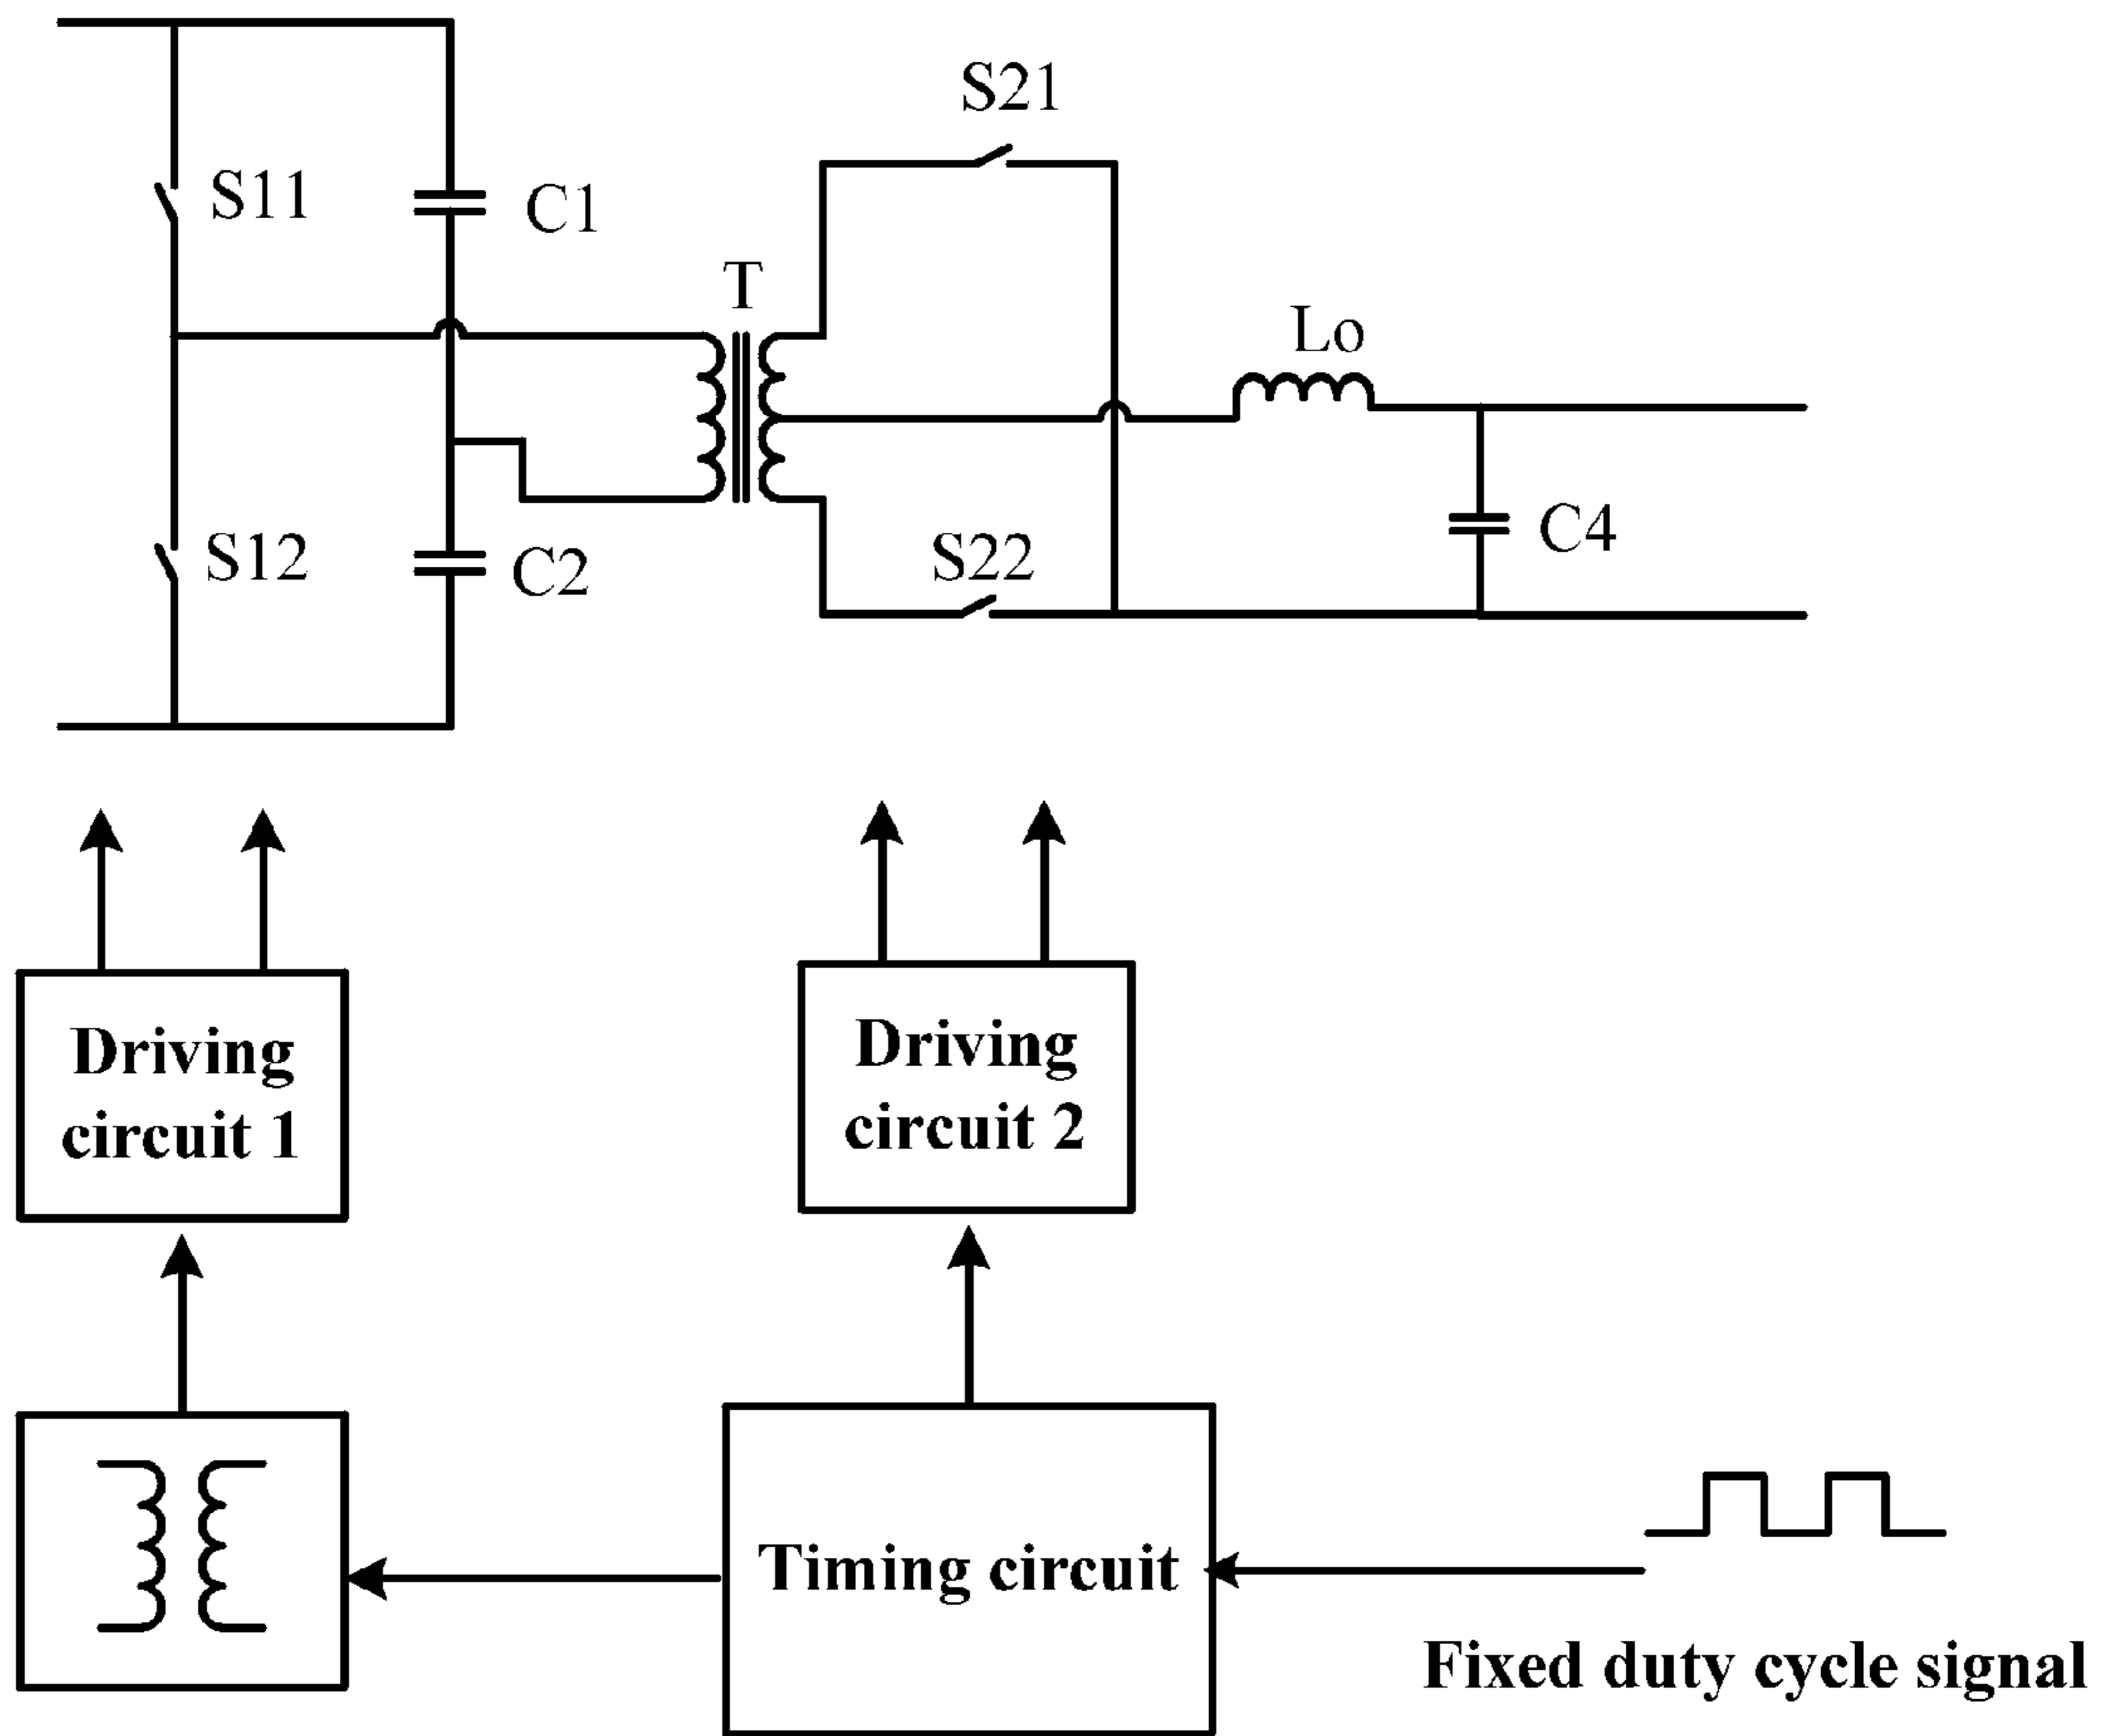 S21
S11
C1
T
Lo
S12
C2
S22
C4
Driving
circuit 1
Driving
circuit 2
Timing circuit
Fixed duty cycle signal